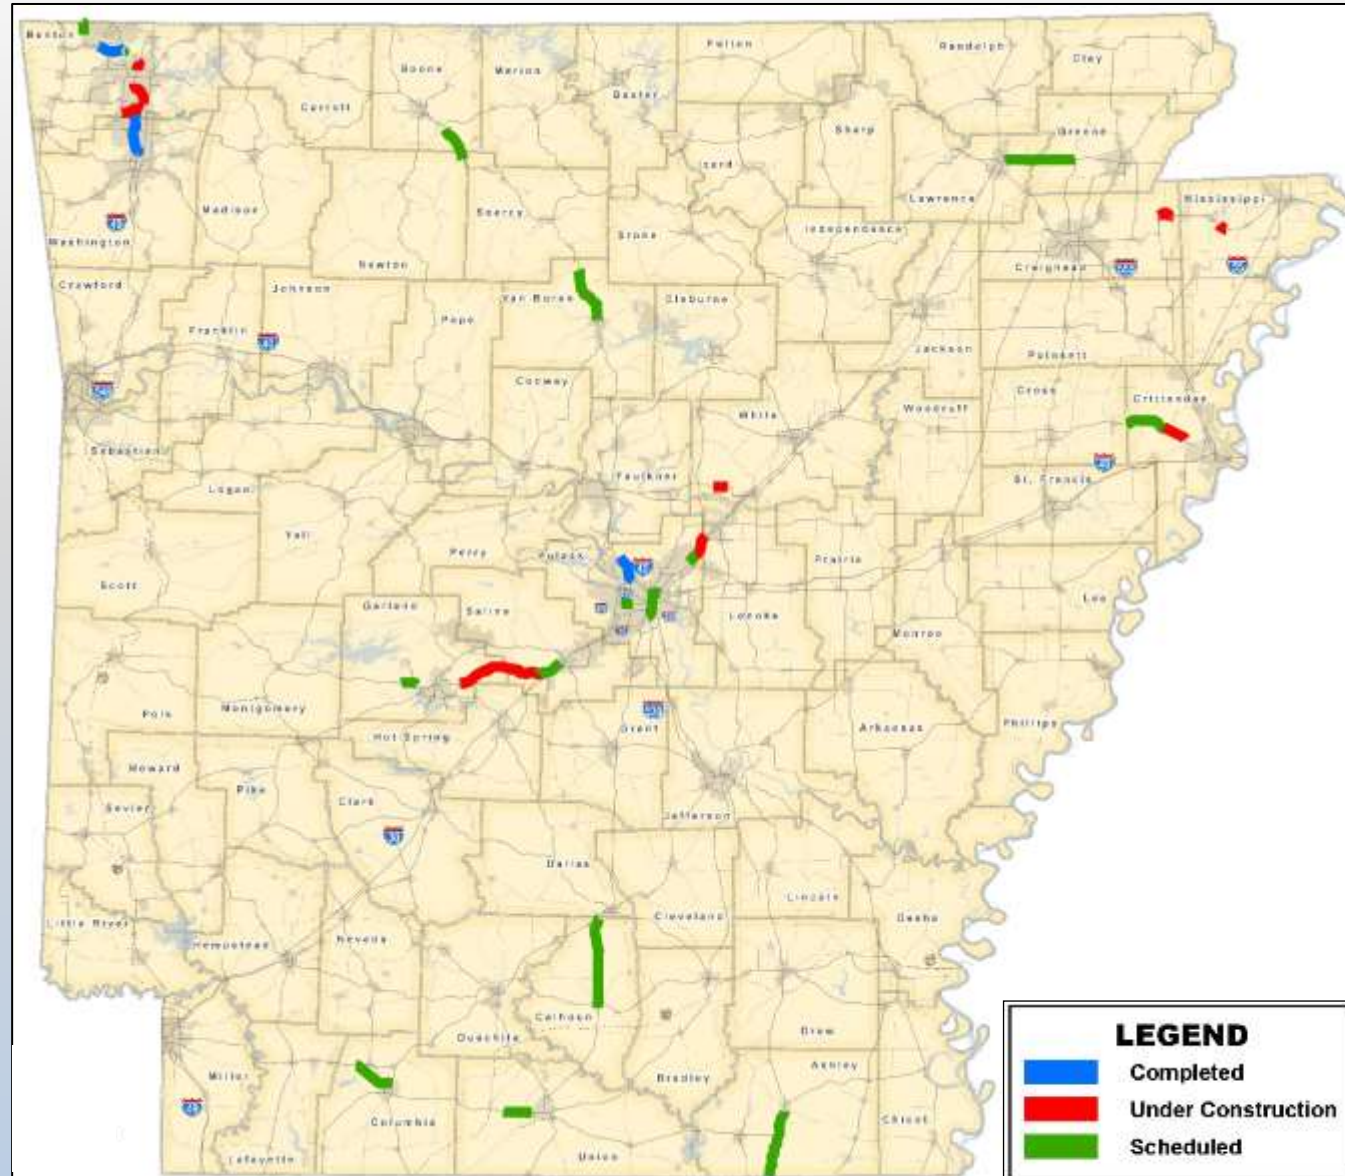 Benton
Fulton
Randolph
Clay
Boone
Marion
Baxter
Carroll
Sharp
Greene
Izard
Lawrence
Madison
Searcy
Stone
Independence
Mississippi
Washington
Newton
Craighead
Crawford
Johnson
Van Buren
Cleburne
Franklin
Pope
Jackson
Poinsett
Conway
White
Woodruff
Cross
Crittenden
Sebastian
Logan
Faulkner
St. Francis
Yell
Perry
Pulaski
Prairie
Scott
Garland
Saline
Lonoke
Lee
Monroe
Polk
Montgomery
Hot Spring
Grant
Arkansas
Phillips
Howard
Pike
Clark
Sevier
Jefferson
Dallas
Lincoln
Little River
Hempstead
Nevada
Cleveland
Desha
Calhoun
Ouachita
Drew
Miller
Bradley
Ashley
Columbia
Chicot
Lafayette
Union
LEGEND
Completed
Under Construction
Scheduled